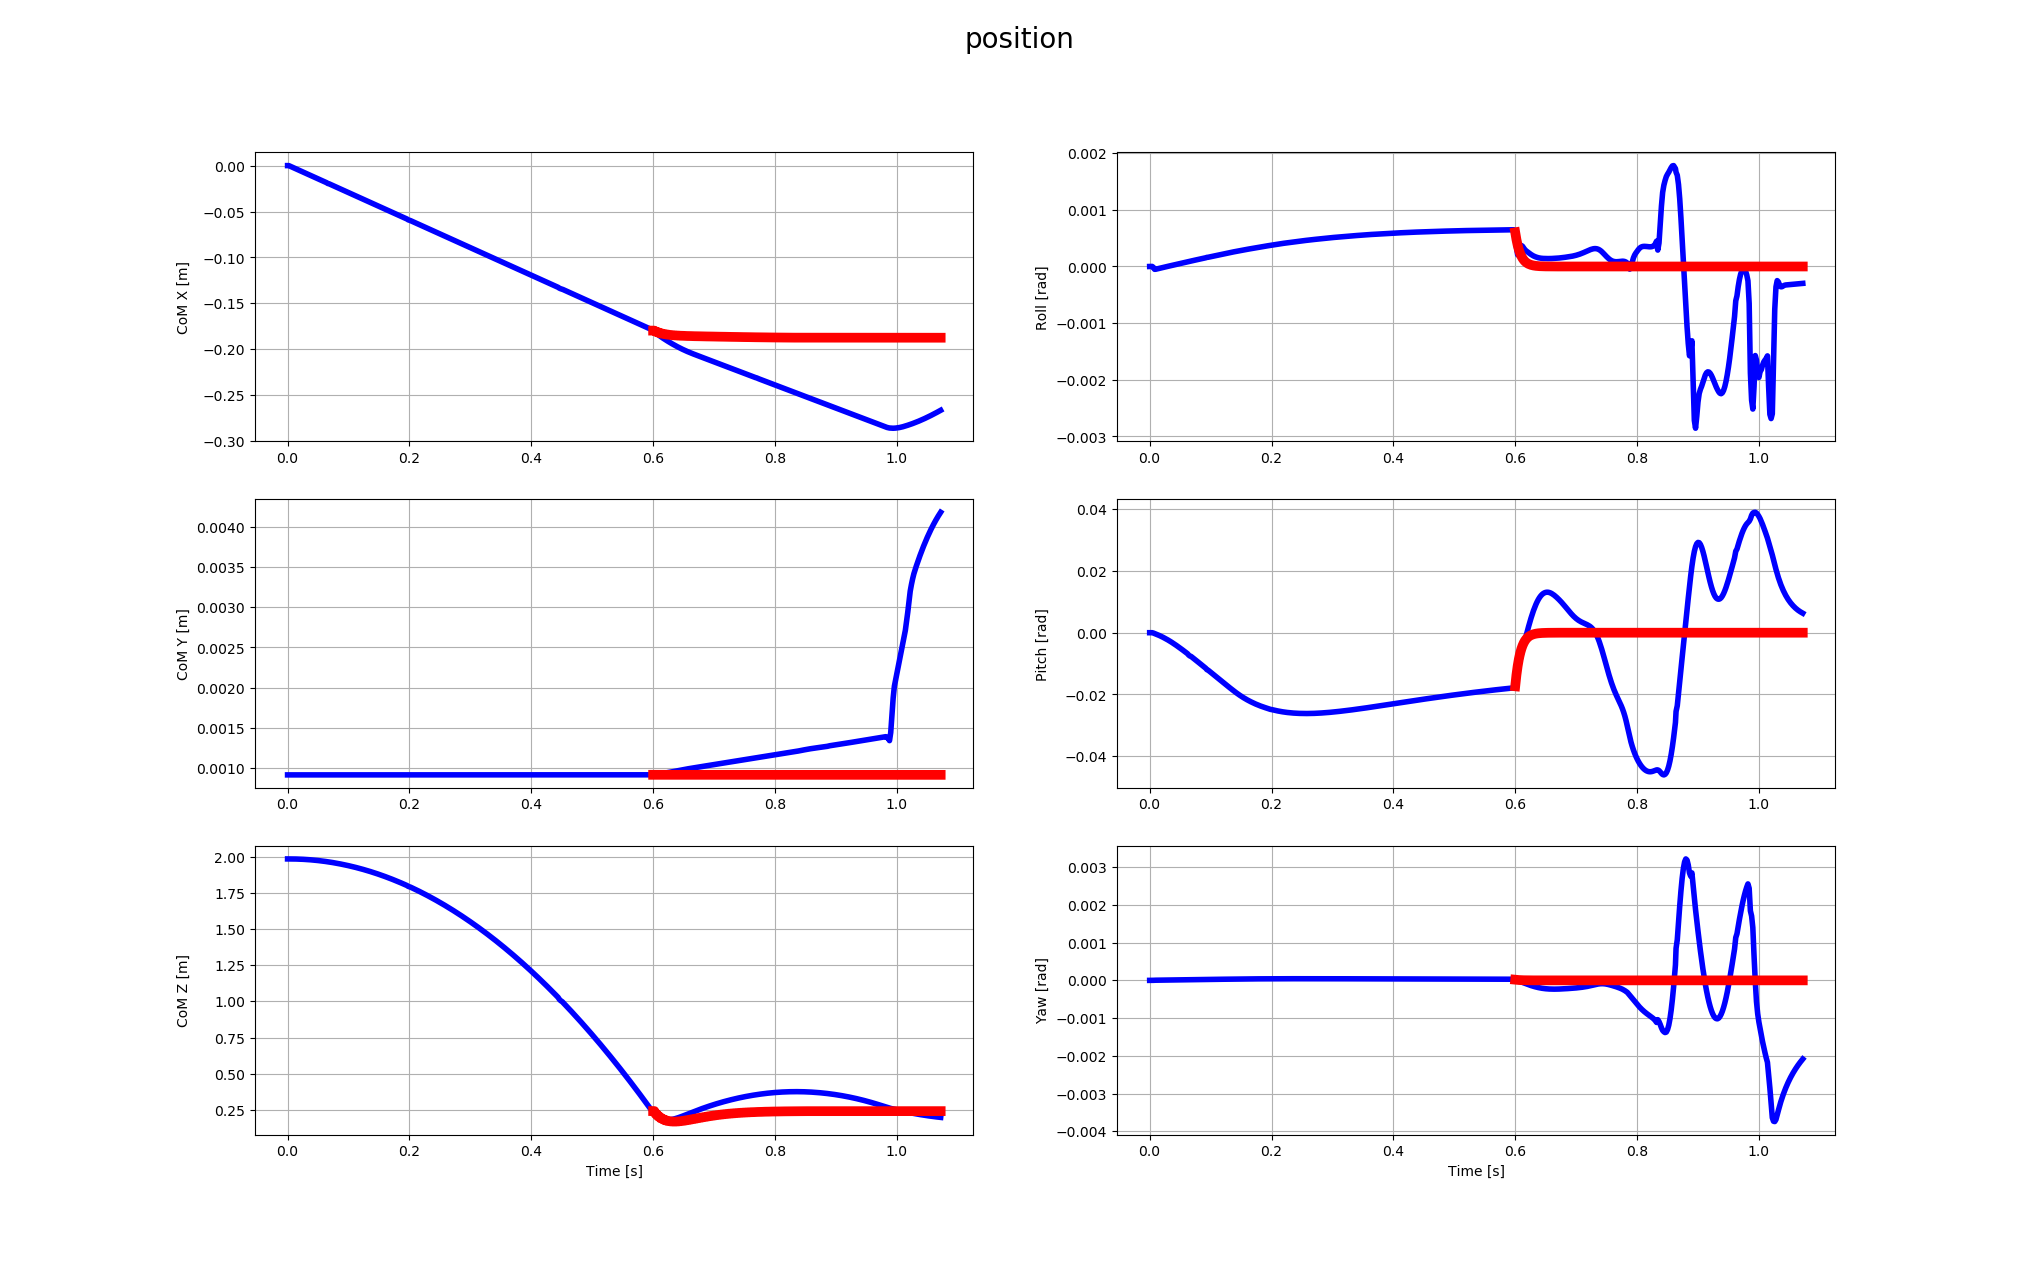 position
CoM X [m]
0.00
−0.05
−0.10
−0.15
−0.20
−0.25
−0.30
0.0 0.2 0.4 0.6 0.8 1.0
Roll [rad]
0.002
0.001
0.000
−0.001
−0.002
−0.003
0.0 0.2 0.4 0.6 0.8 1.0
CoM Y [m]
0.0040
0.0035
0.0030
0.0025
0.0020
0.0015
0.0010
0.0 0.2 0.4 0.6 0.8 1.0
Pitch [rad]
0.04
0.02
0.00
−0.02
−0.04
0.0 0.2 0.4 0.6 0.8 1.0
CoM Z [m]
2.00
1.75
1.50
1.25
1.00
0.75
0.50
0.25
0.0 0.2 0.4 0.6 0.8 1.0
Time [s]
Yaw [rad]
0.003
0.002
0.001
0.000
−0.001
−0.002
−0.003
−0.004
0.0 0.2 0.4 0.6 0.8 1.0
Time [s]